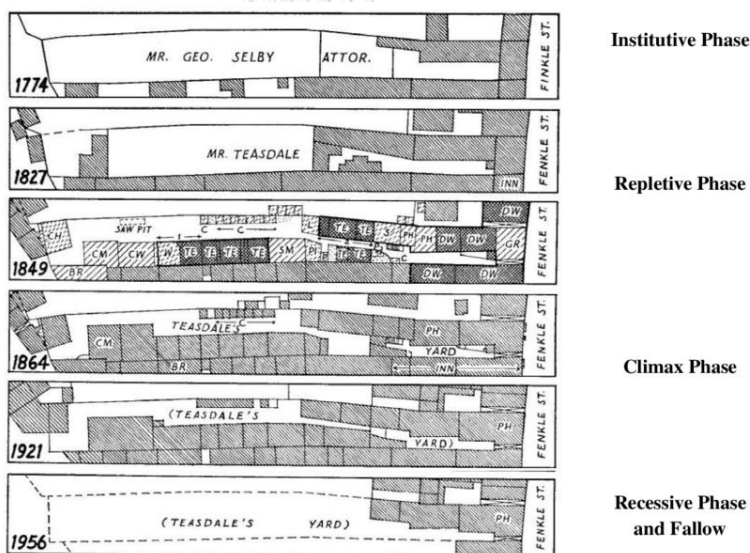 MR. GEO. SELBY ATTOR.
FINKLE ST.
1774
Institutive Phase
MR. TEASDALE
INN
FENKLE ST.
1827
Repletive Phase
CH
SAW PIT
C C
CM CW W TE TE TE TE SM
TE TE S PH PH DW DW GR
DW
TE TE
BR
DW DW
FENKLE ST.
1849
TEASDALE'S
C
PH
CM
YARD
BR
INN
FENKLE ST.
1864
Climax Phase
(TEASDALE'S
PH
YARD)
FENKLE ST.
1921
(TEASDALE'S YARD)
PH
FENKLE ST.
1956
Recessive Phase
and Fallow